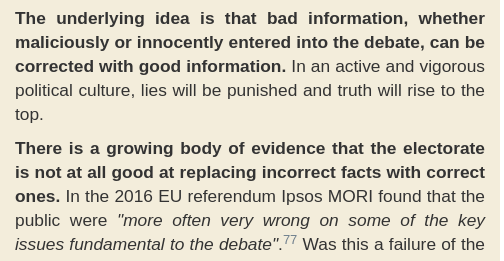 The underlying idea is that bad information, whether
maliciously or innocently entered into the debate, can be
corrected with good information. In an active and vigorous
political culture, lies will be punished and truth will rise to the
top.
There is a growing body of evidence that the electorate
is not at all good at replacing incorrect facts with correct
ones. In the 2016 EU referendum Ipsos MORI found that the
public were "more often very wrong on some of the key
issues fundamental to the debate".77 Was this a failure of the